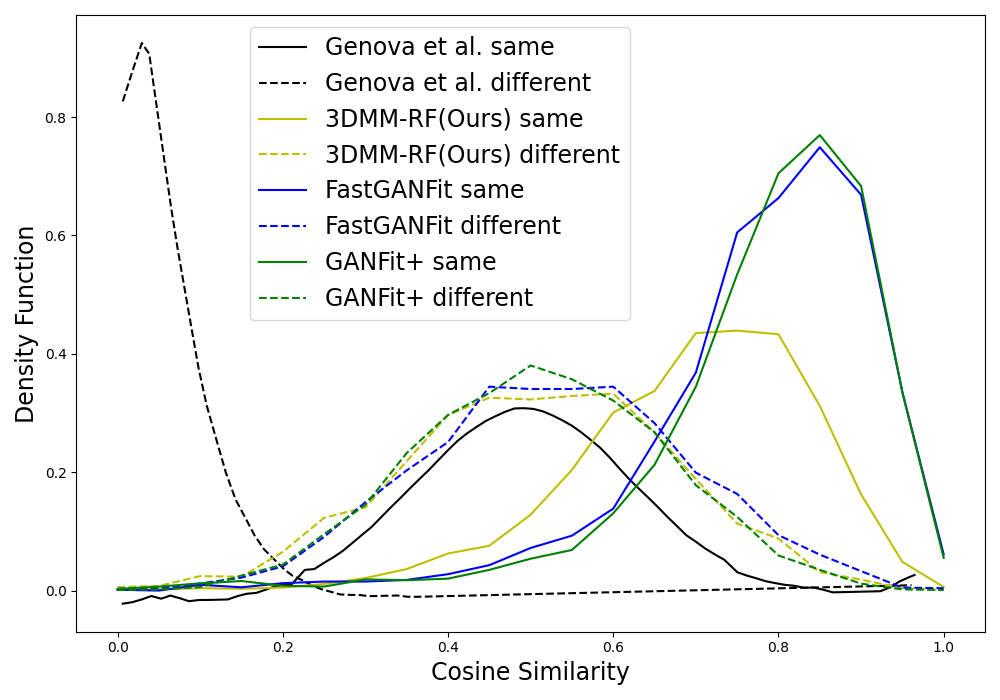 Genova et al. same
Genova et al. different
3DMM-RF(Ours) same
3DMM-RF(Ours) different
FastGANFit same
FastGANFit different
GANFit+ same
GANFit+ different
Density Function
0.8
0.6
0.4
0.2
0.0
0.0 0.2 0.4 0.6 0.8 1.0
Cosine Similarity